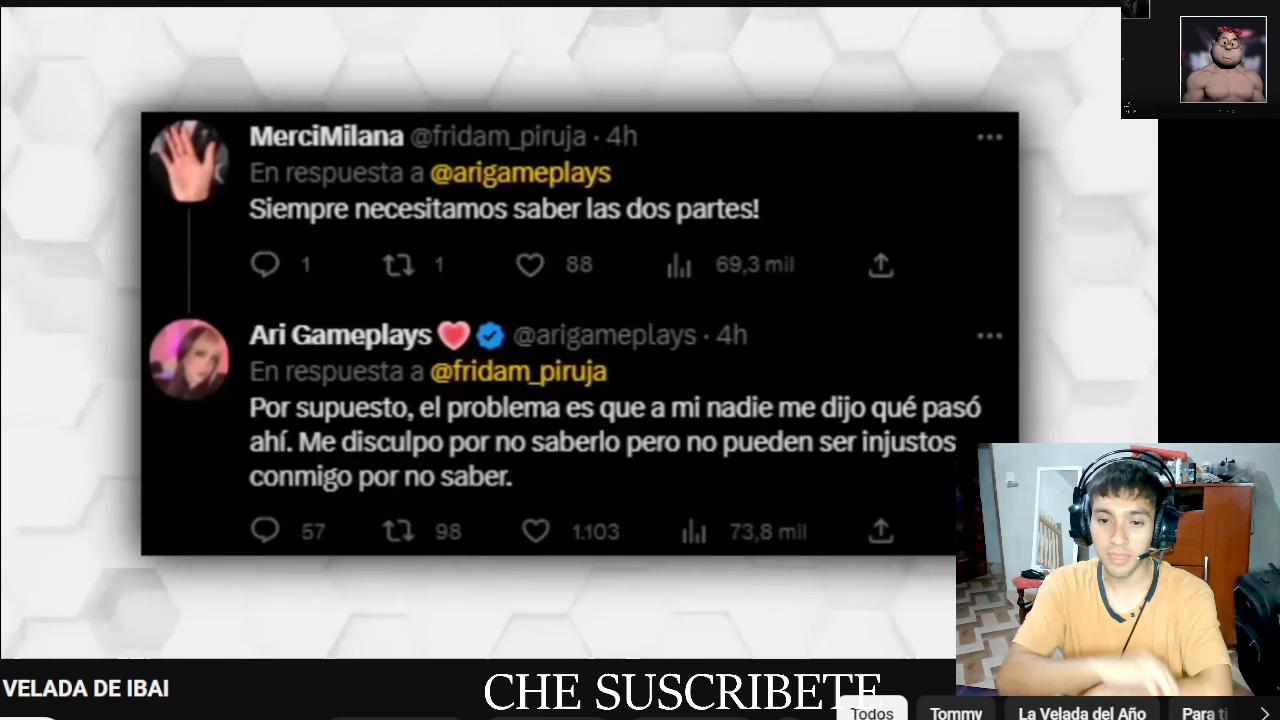 MerciMilana @fridam_piruja · 4h
En respuesta a @arigameplays
Siempre necesitamos saber las dos partes!
1 1 88 69,3 mil
Ari Gameplays @arigameplays · 4h
En respuesta a @fridam_piruja
Por supuesto, el problema es que a mi nadie me dijo qué pasó
ahí. Me disculpo por no saberlo pero no pueden ser injustos
conmigo por no saber.
57 98 1.103 73,8 mil
VELADA DE IBAI
CHE SUSCRIBETE
Todos Tommy La Velada del Año Para ti